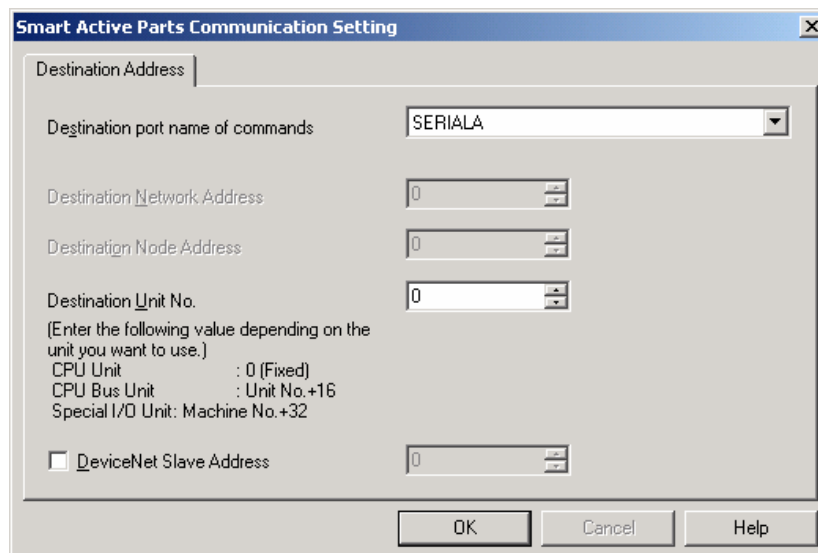 Smart Active Parts Communication Setting
Destination Address
Destination port name of commands SERIALA
Destination Network Address 0
Destination Node Address 0
Destination Unit No. 0
(Enter the following value depending on the
unit you want to use.)
CPU Unit : 0 (Fixed)
CPU Bus Unit : Unit No.+16
Special I/O Unit: Machine No.+32
DeviceNet Slave Address 0
OK Cancel Help